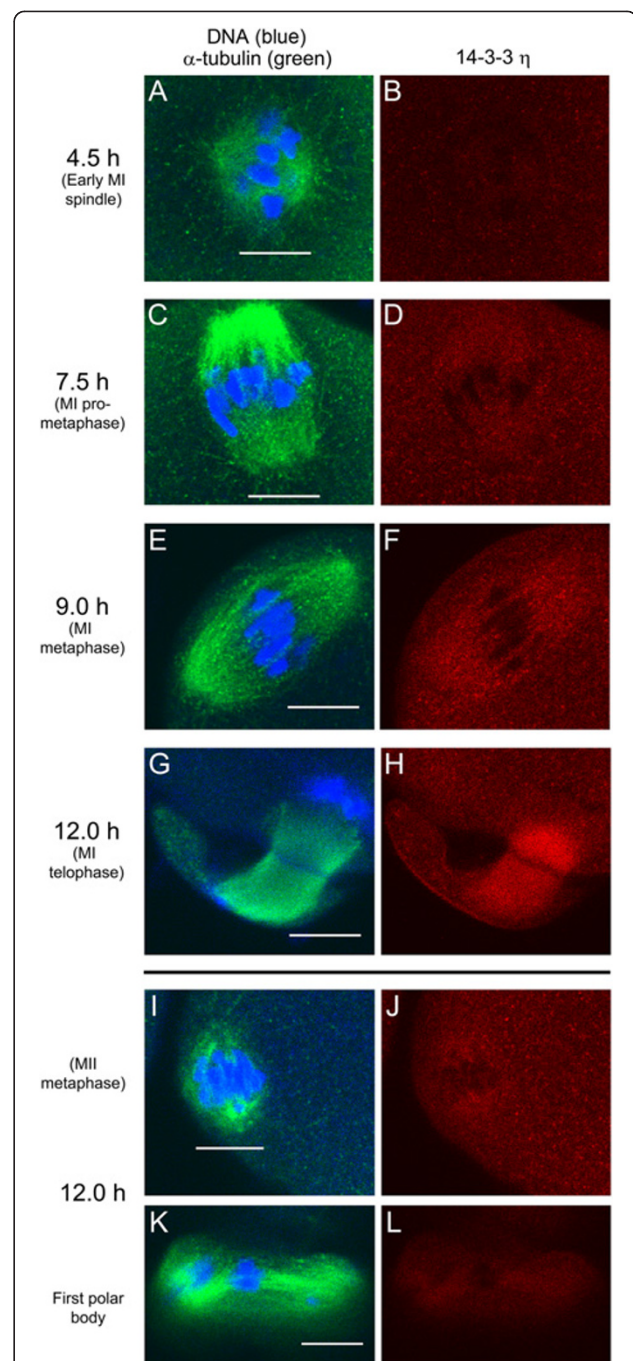 DNA (blue)
α-tubulin (green)
14-3-3 η
A
B
4.5 h
(Early MI
spindle)
C
D
7.5 h
(MI pro-
metaphase)
E
F
9.0 h
(MI
metaphase)
G
H
12.0 h
(MI
telophase)
I
J
(MII
metaphase)
12.0 h
K
L
First polar
body